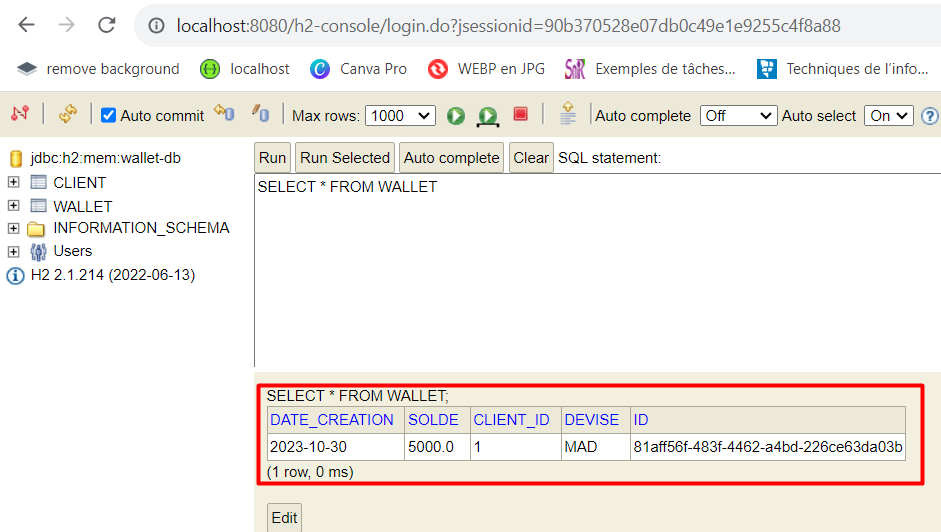 localhost:8080/h2-console/login.do?jsessionid=90b370528e07db0c49e1e9255c4f8a88
remove background localhost Canva Pro WEBP en JPG Exemples de tâches... Techniques de l'info...
Auto commit Max rows: 1000 Auto complete Off Auto select On ?
jdbc:h2:mem:wallet-db
CLIENT
WALLET
INFORMATION_SCHEMA
Users
H2 2.1.214 (2022-06-13)
Run Run Selected Auto complete Clear SQL statement:
SELECT * FROM WALLET
SELECT * FROM WALLET;
DATE_CREATION SOLDE CLIENT_ID DEVISE ID
2023-10-30 5000.0 1 MAD 81aff56f-483f-4462-a4bd-226ce63da03b
(1 row, 0 ms)
Edit